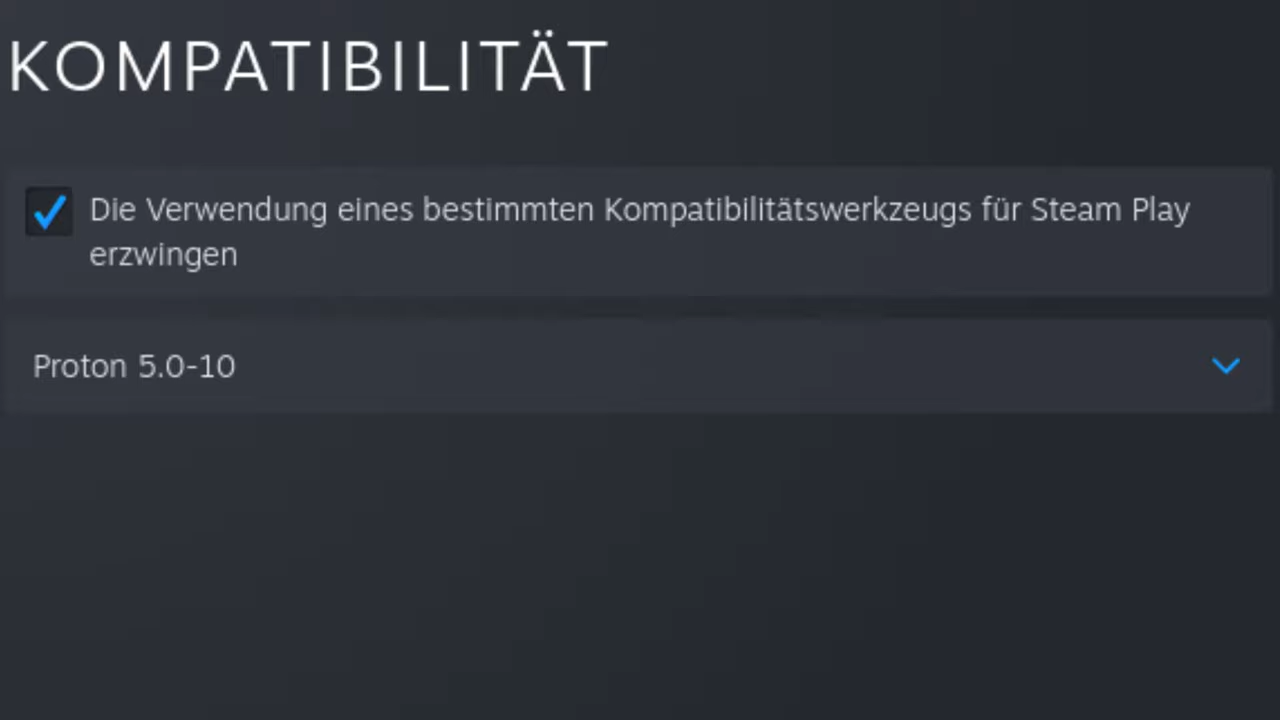 KOMPATIBILITÄT
Die Verwendung eines bestimmten Kompatibilitätswerkzeugs für Steam Play
erzwingen
Proton 5.0-10